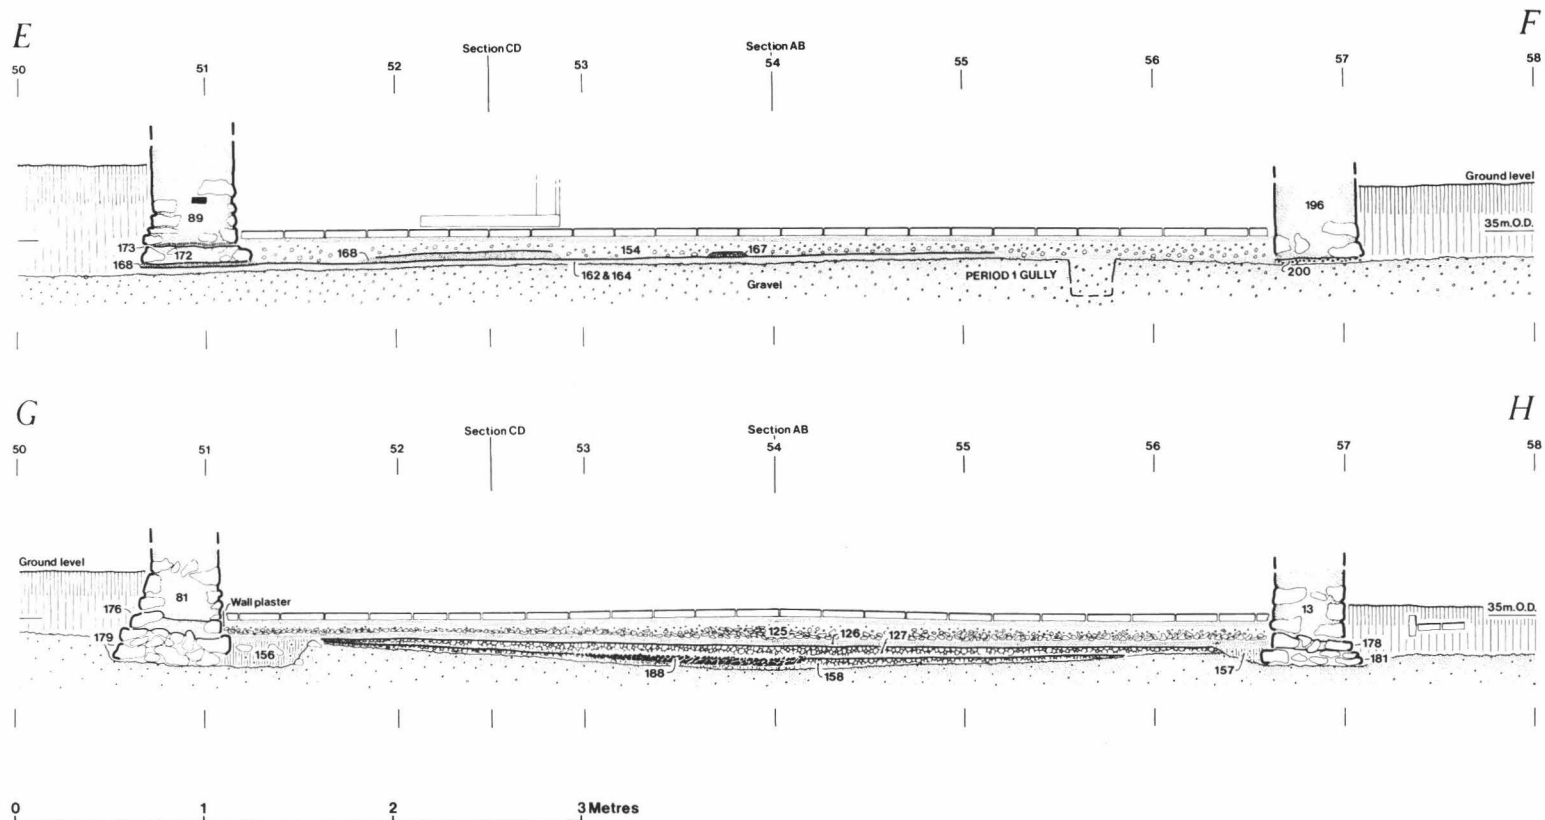 E F
Section CD Section AB
50 51 52 53 54 55 56 57 58
Ground level
196
89
35m.O.D.
173 172 168 154 167
168 162 & 164 PERIOD 1 GULLY 200
Gravel
G H
Section CD Section AB
50 51 52 53 54 55 56 57 58
Ground level
81 Wall plaster 13 35m.O.D.
176
179 125 126 127
156 178
188 158 157 181
0 1 2 3 Metres